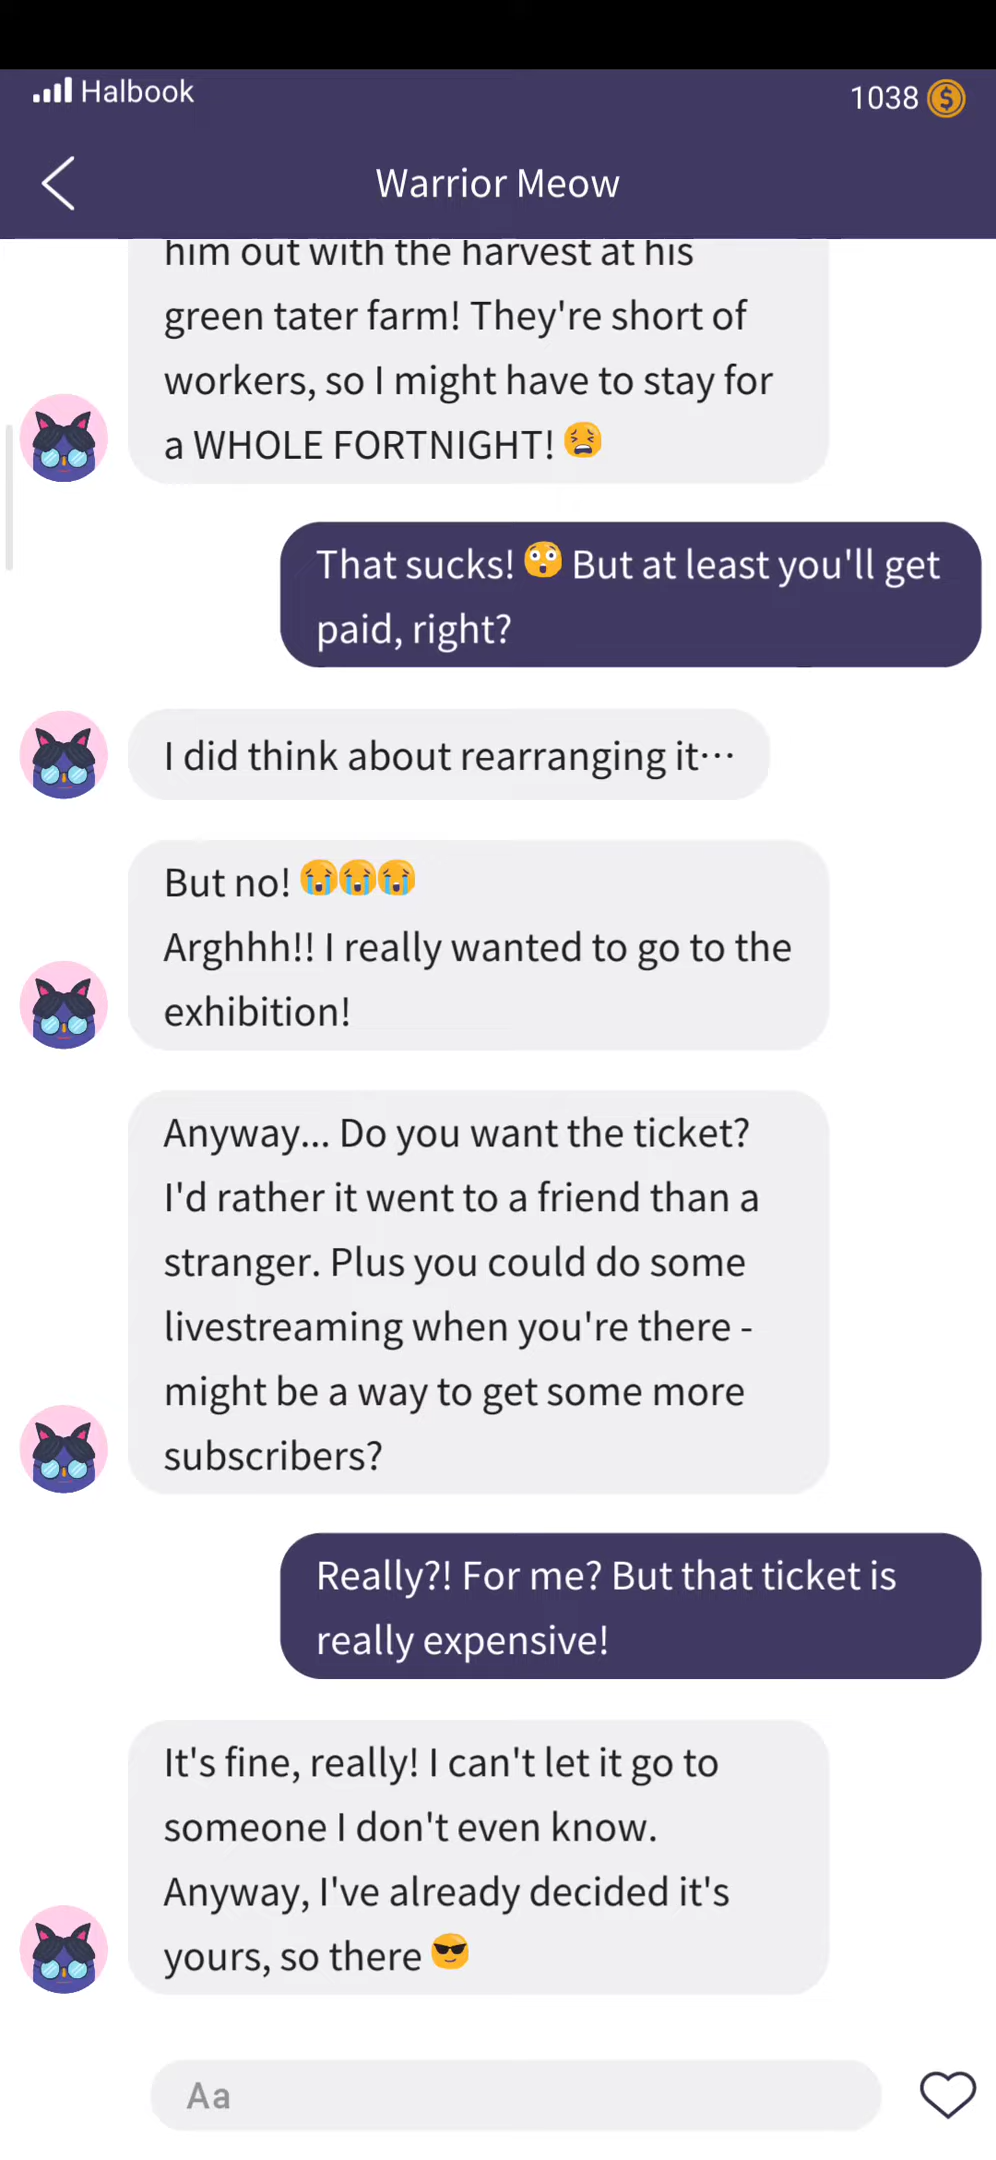 Halbook
1038
Warrior Meow
him out with the harvest at his
green tater farm! They're short of
workers, so I might have to stay for
a WHOLE FORTNIGHT! 😫
That sucks! 😳 But at least you'll get
paid, right?
I did think about rearranging it⋯
But no! 😭😭😭
Arghhh!! I really wanted to go to the
exhibition!
Anyway... Do you want the ticket?
I'd rather it went to a friend than a
stranger. Plus you could do some
livestreaming when you're there -
might be a way to get some more
subscribers?
Really?! For me? But that ticket is
really expensive!
It's fine, really! I can't let it go to
someone I don't even know.
Anyway, I've already decided it's
yours, so there 😎
Aa